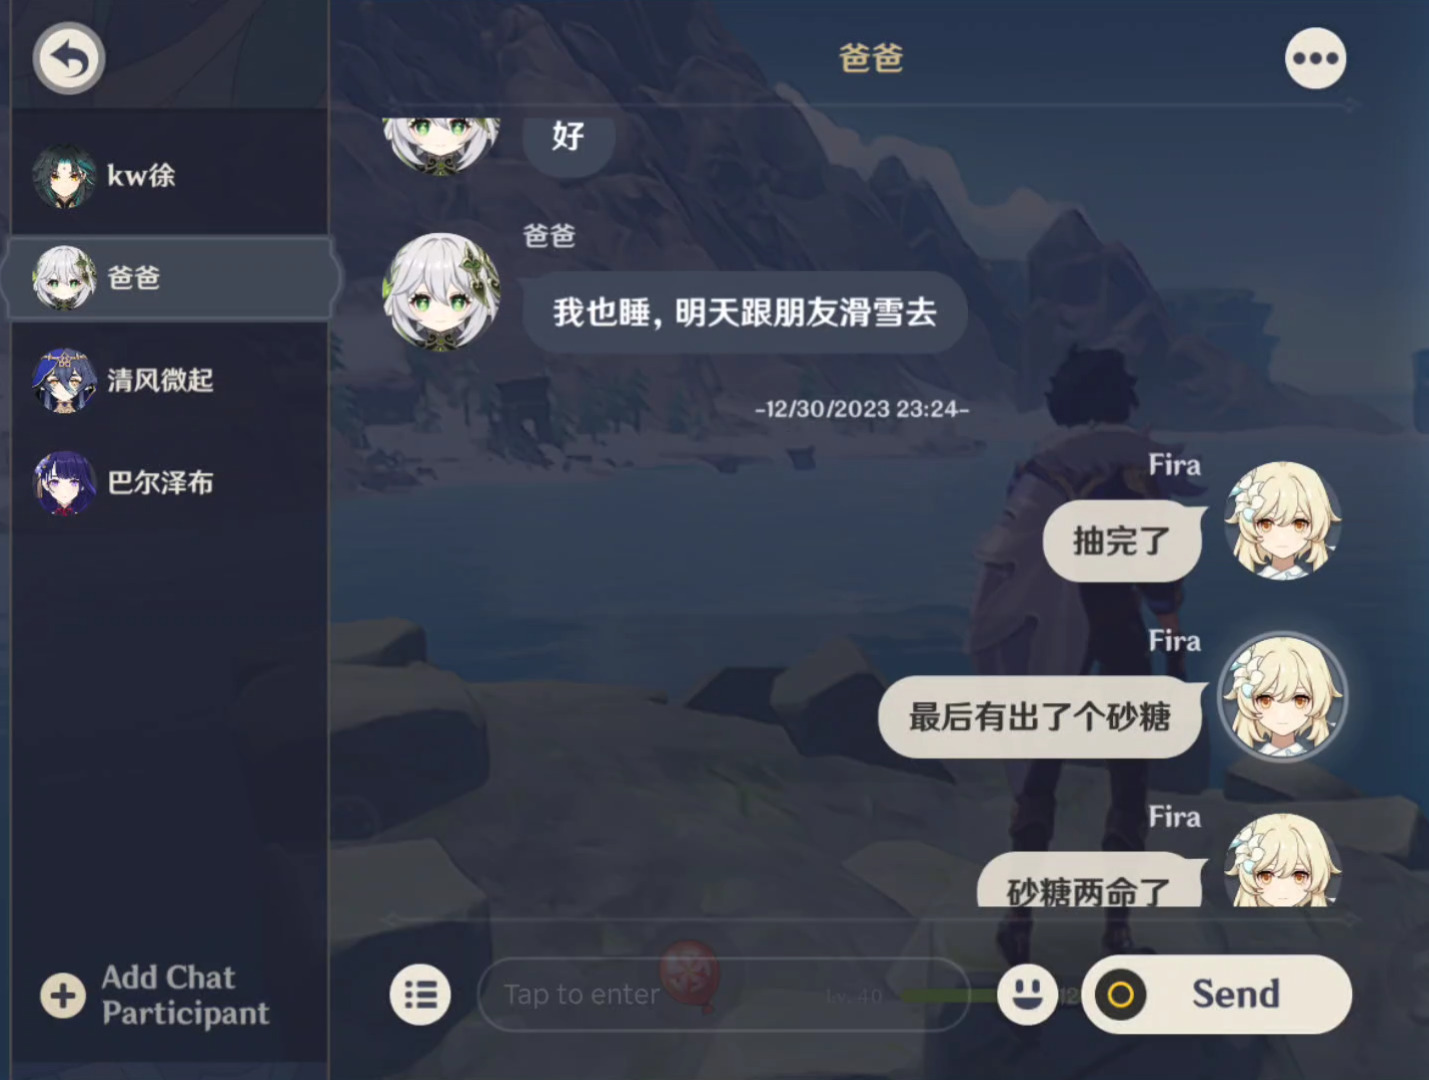 爸爸
kw徐
爸爸
清风微起
巴尔泽布
Add Chat
Participant
好
爸爸
我也睡，明天跟朋友滑雪去
-12/30/2023 23:24-
Fira
抽完了
Fira
最后有出了个砂糖
Fira
砂糖两命了
Tap to enter
Lv. 40
Send